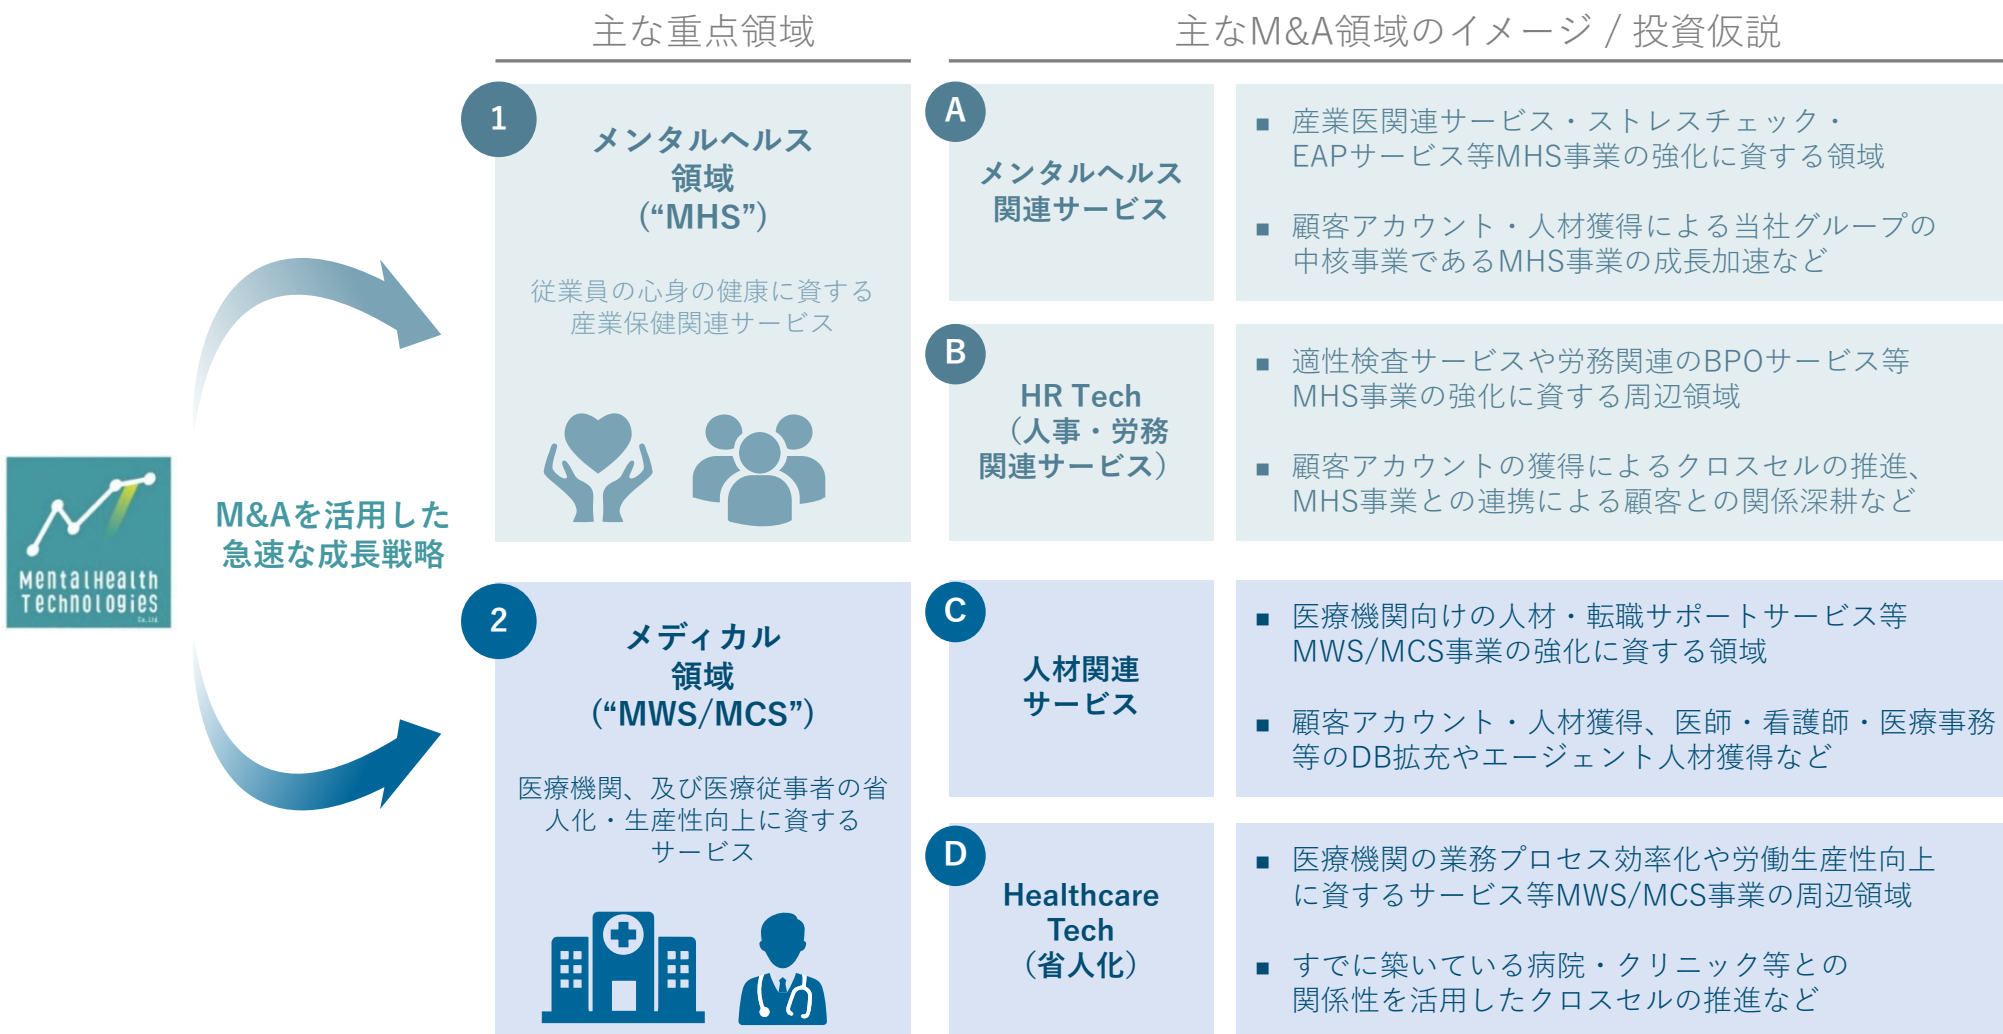 主な重点領域
主なM&A領域のイメージ / 投資仮説
MentalHealth
Technologies
Co.,Ltd.
M&Aを活用した
急速な成長戦略
1
メンタルヘルス
領域
(“MHS”)
従業員の心身の健康に資する
産業保健関連サービス
A
メンタルヘルス
関連サービス
■ 産業医関連サービス・ストレスチェック・
EAPサービス等MHS事業の強化に資する領域
■ 顧客アカウント・人材獲得による当社グループの
中核事業であるMHS事業の成長加速など
B
HR Tech
（人事・労務
関連サービス）
■ 適性検査サービスや労務関連のBPOサービス等
MHS事業の強化に資する周辺領域
■ 顧客アカウントの獲得によるクロスセルの推進、
MHS事業との連携による顧客との関係深耕など
2
メディカル
領域
(“MWS/MCS”)
医療機関、及び医療従事者の省
人化・生産性向上に資する
サービス
C
人材関連
サービス
■ 医療機関向けの人材・転職サポートサービス等
MWS/MCS事業の強化に資する領域
■ 顧客アカウント・人材獲得、医師・看護師・医療事務
等のDB拡充やエージェント人材獲得など
D
Healthcare
Tech
（省人化）
■ 医療機関の業務プロセス効率化や労働生産性向上
に資するサービス等MWS/MCS事業の周辺領域
■ すでに築いている病院・クリニック等との
関係性を活用したクロスセルの推進など